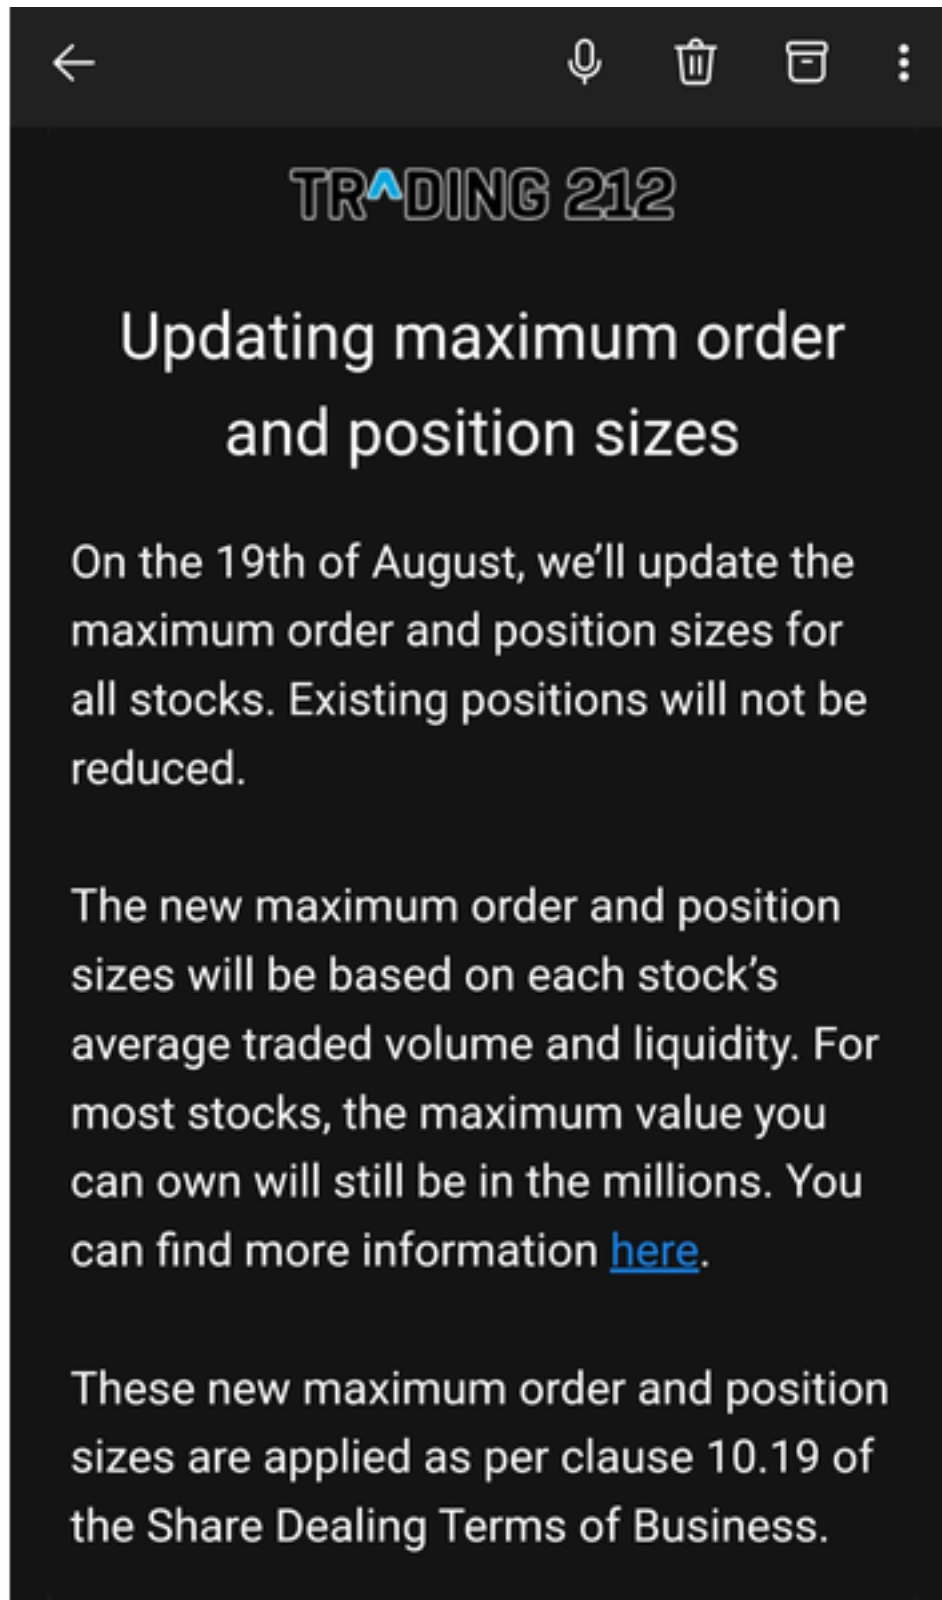 TRADING 212
Updating maximum order
and position sizes
On the 19th of August, we’ll update the
maximum order and position sizes for
all stocks. Existing positions will not be
reduced.
The new maximum order and position
sizes will be based on each stock’s
average traded volume and liquidity. For
most stocks, the maximum value you
can own will still be in the millions. You
can find more information here.
These new maximum order and position
sizes are applied as per clause 10.19 of
the Share Dealing Terms of Business.